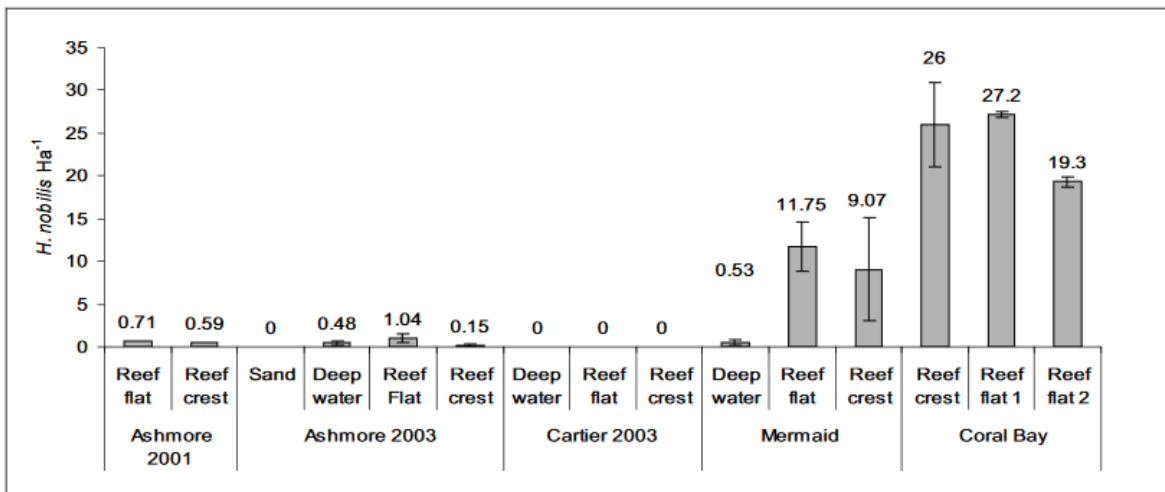 35
30
25
20
15
10
5
0
H. nobilis Ha⁻¹
0.71
0.59
0
0.48
1.04
0.15
0
0
0
0.53
11.75
9.07
26
27.2
19.3
Reef flat
Reef crest
Sand
Deep water
Reef Flat
Reef crest
Deep water
Reef flat
Reef crest
Deep water
Reef flat
Reef crest
Reef crest
Reef flat 1
Reef flat 2
Ashmore 2001
Ashmore 2003
Cartier 2003
Mermaid
Coral Bay